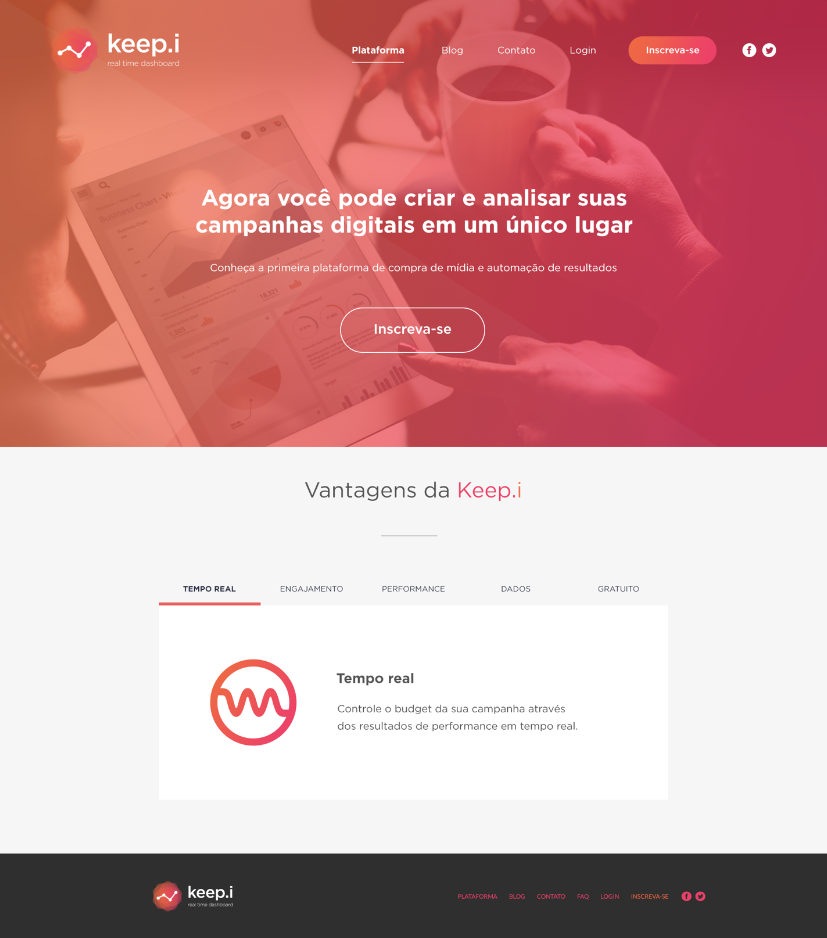 keep.i
real time dashboard
Plataforma
Blog
Contato
Login
Inscreva-se
Business Chart
Agora você pode criar e analisar suas
campanhas digitais em um único lugar
Conheça a primeira plataforma de compra de mídia e automação de resultados
Inscreva-se
Vantagens da Keep.i
TEMPO REAL
ENGAJAMENTO
PERFORMANCE
DADOS
GRATUITO
Tempo real
Controle o budget da sua campanha através
dos resultados de performance em tempo real.
keep.i
real time dashboard
PLATAFORMA
BLOG
CONTATO
FAQ
LOGIN
INSCREVA-SE